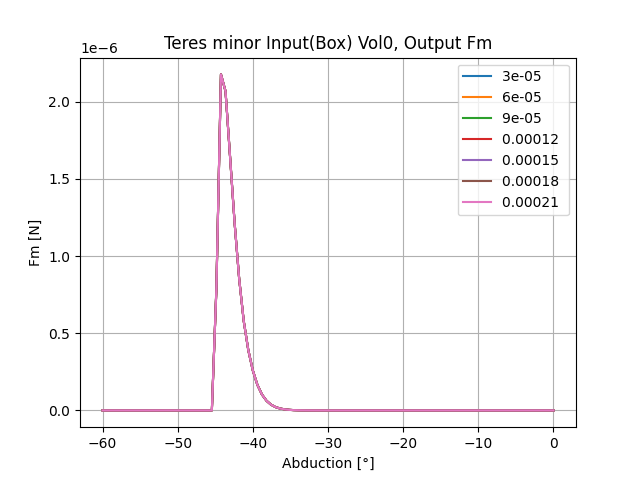 Teres minor Input(Box) Vol0, Output Fm
1e−6
3e-05
6e-05
9e-05
0.00012
0.00015
0.00018
0.00021
2.0
1.5
1.0
0.5
0.0
Fm [N]
−60
−50
−40
−30
−20
−10
0
Abduction [°]